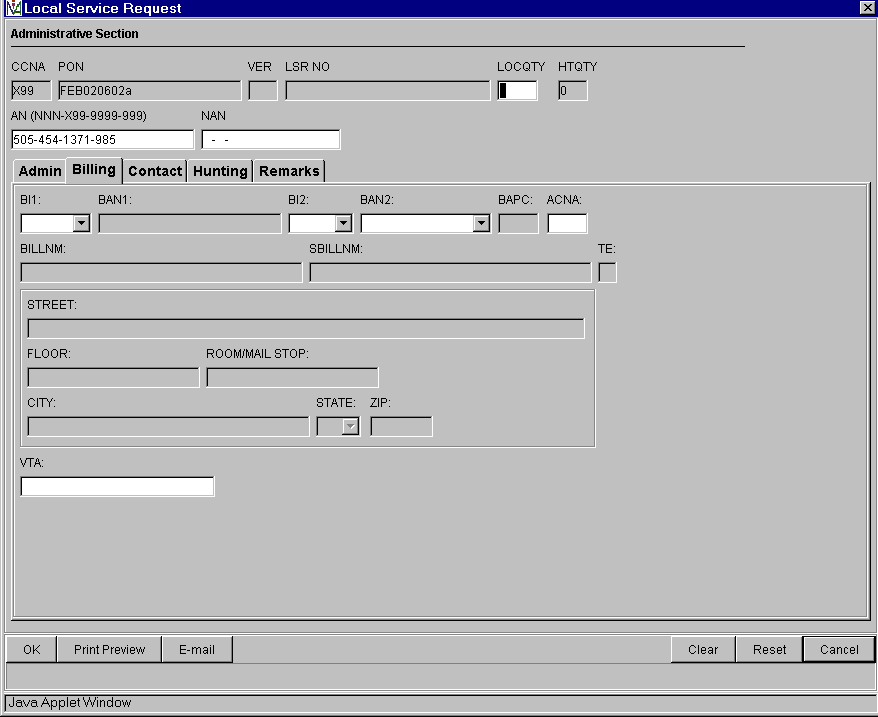 Local Service Request
Administrative Section
CCNA PON VER LSR NO LOCQTY HTQTY
X99 FEB020602a 0
AN (NNN-X99-9999-999) NAN
505-454-1371-985 - -
Admin Billing Contact Hunting Remarks
BI1: BAN1: BI2: BAN2: BAPC: ACNA:
BILLNM: SBILLNM: TE:
STREET:
FLOOR: ROOM/MAIL STOP:
CITY: STATE: ZIP:
VTA:
OK Print Preview E-mail Clear Reset Cancel
Java Applet Window